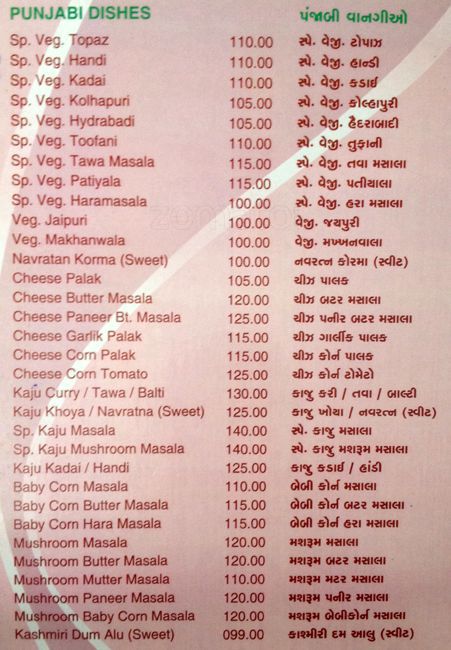 PUNJABI DISHES પંજાબી વાનગીઓ
Sp. Veg. Topaz 110.00 સ્પે. વેજી. ટોપાઝ
Sp. Veg. Handi 110.00 સ્પે. વેજી. હાન્ડી
Sp. Veg. Kadai 110.00 સ્પે. વેજી. કડાઈ
Sp. Veg. Kolhapuri 105.00 સ્પે. વેજી. કોલ્હાપુરી
Sp. Veg. Hydrabadi 105.00 સ્પે. વેજી. હૈદરાબાદી
Sp. Veg. Toofani 110.00 સ્પે. વેજી. તુફાની
Sp. Veg. Tawa Masala 115.00 સ્પે. વેજી. તવા મસાલા
Sp. Veg. Patiyala 115.00 સ્પે. વેજી. પતીયાલા
Sp. Veg. Haramasala 100.00 સ્પે. વેજી. હરા મસાલા
Veg. Jaipuri 100.00 વેજી. જયપુરી
Veg. Makhanwala 100.00 વેજી. મખ્ખનવાલા
Navratan Korma (Sweet) 100.00 નવરત્ન કોરમા (સ્વીટ)
Cheese Palak 105.00 ચીઝ પાલક
Cheese Butter Masala 120.00 ચીઝ બટર મસાલા
Cheese Paneer Bt. Masala 125.00 ચીઝ પનીર બટર મસાલા
Cheese Garlik Palak 115.00 ચીઝ ગાર્લીક પાલક
Cheese Corn Palak 115.00 ચીઝ કોર્ન પાલક
Cheese Corn Tomato 125.00 ચીઝ કોર્ન ટોમેટો
Kaju Curry / Tawa / Balti 130.00 કાજુ કરી / તવા / બાલ્ટી
Kaju Khoya / Navratna (Sweet) 125.00 કાજુ ખોયા / નવરત્ન (સ્વીટ)
Sp. Kaju Masala 140.00 સ્પે. કાજુ મસાલા
Sp. Kaju Mushroom Masala 140.00 સ્પે. કાજુ મશરૂમ મસાલા
Kaju Kadai / Handi 125.00 કાજુ કડાઈ / હાંડી
Baby Corn Masala 110.00 બેબી કોર્ન મસાલા
Baby Corn Butter Masala 115.00 બેબી કોર્ન બટર મસાલા
Baby Corn Hara Masala 115.00 બેબી કોર્ન હરા મસાલા
Mushroom Masala 120.00 મશરૂમ મસાલા
Mushroom Butter Masala 120.00 મશરૂમ બટર મસાલા
Mushroom Mutter Masala 110.00 મશરૂમ મટર મસાલા
Mushroom Paneer Masala 120.00 મશરૂમ પનીર મસાલા
Mushroom Baby Corn Masala 120.00 મશરૂમ બેબીકોર્ન મસાલા
Kashmiri Dum Alu (Sweet) 099.00 કાશ્મીરી દમ આલુ (સ્વીટ)